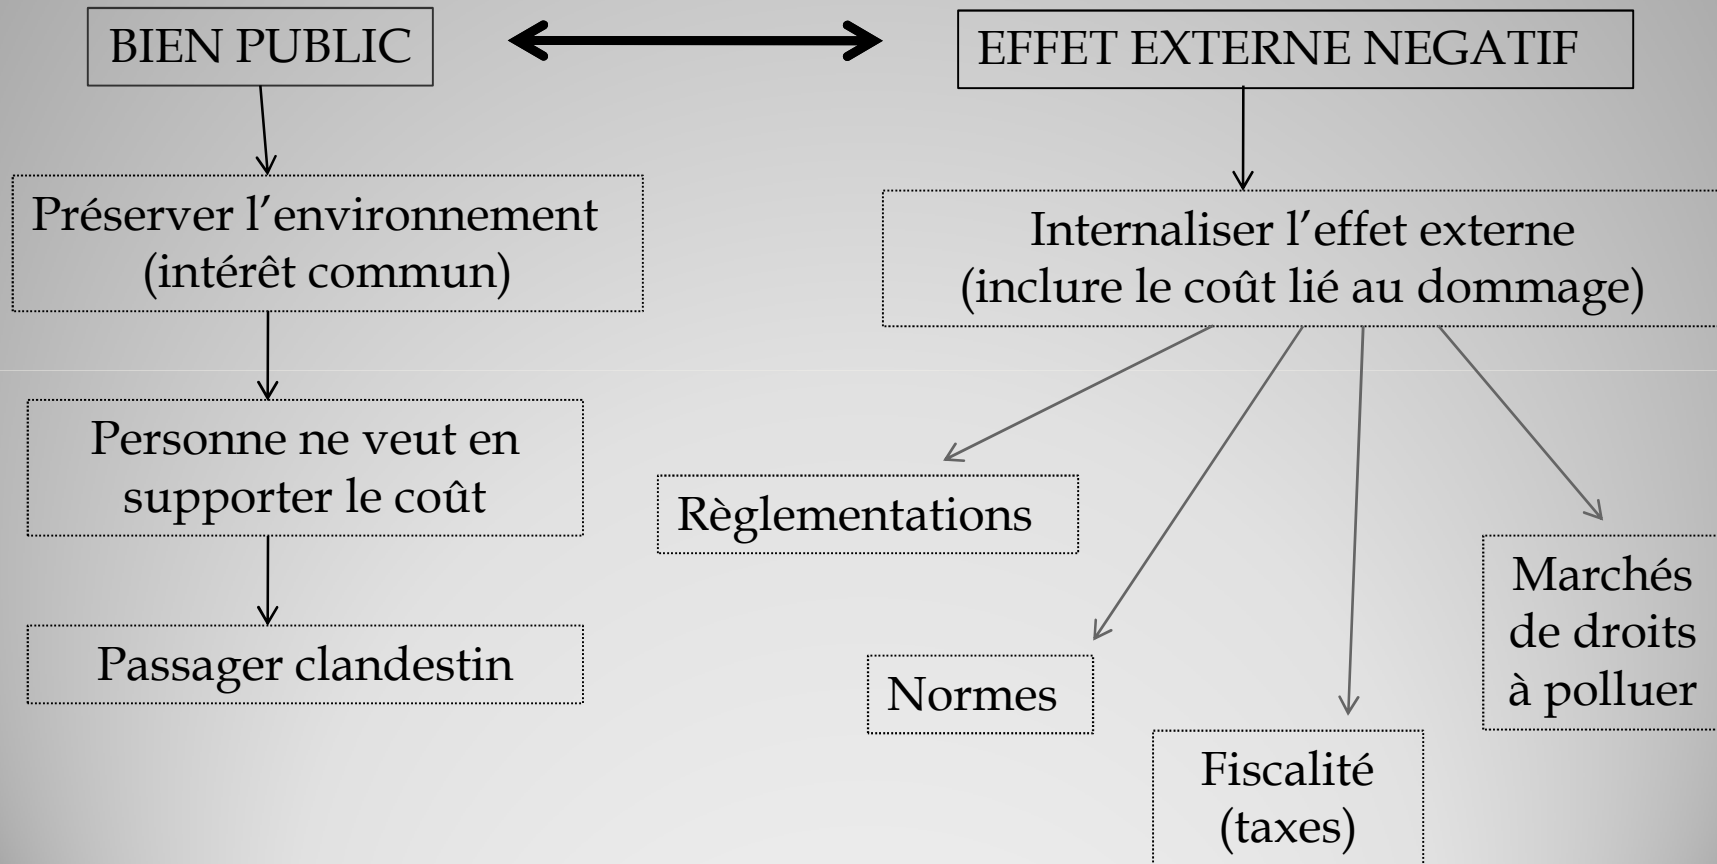 BIEN PUBLIC
EFFET EXTERNE NEGATIF
Préserver l’environnement
(intérêt commun)
Internaliser l’effet externe
(inclure le coût lié au dommage)
Personne ne veut en
supporter le coût
Passager clandestin
Règlementations
Normes
Fiscalité
(taxes)
Marchés
de droits
à polluer